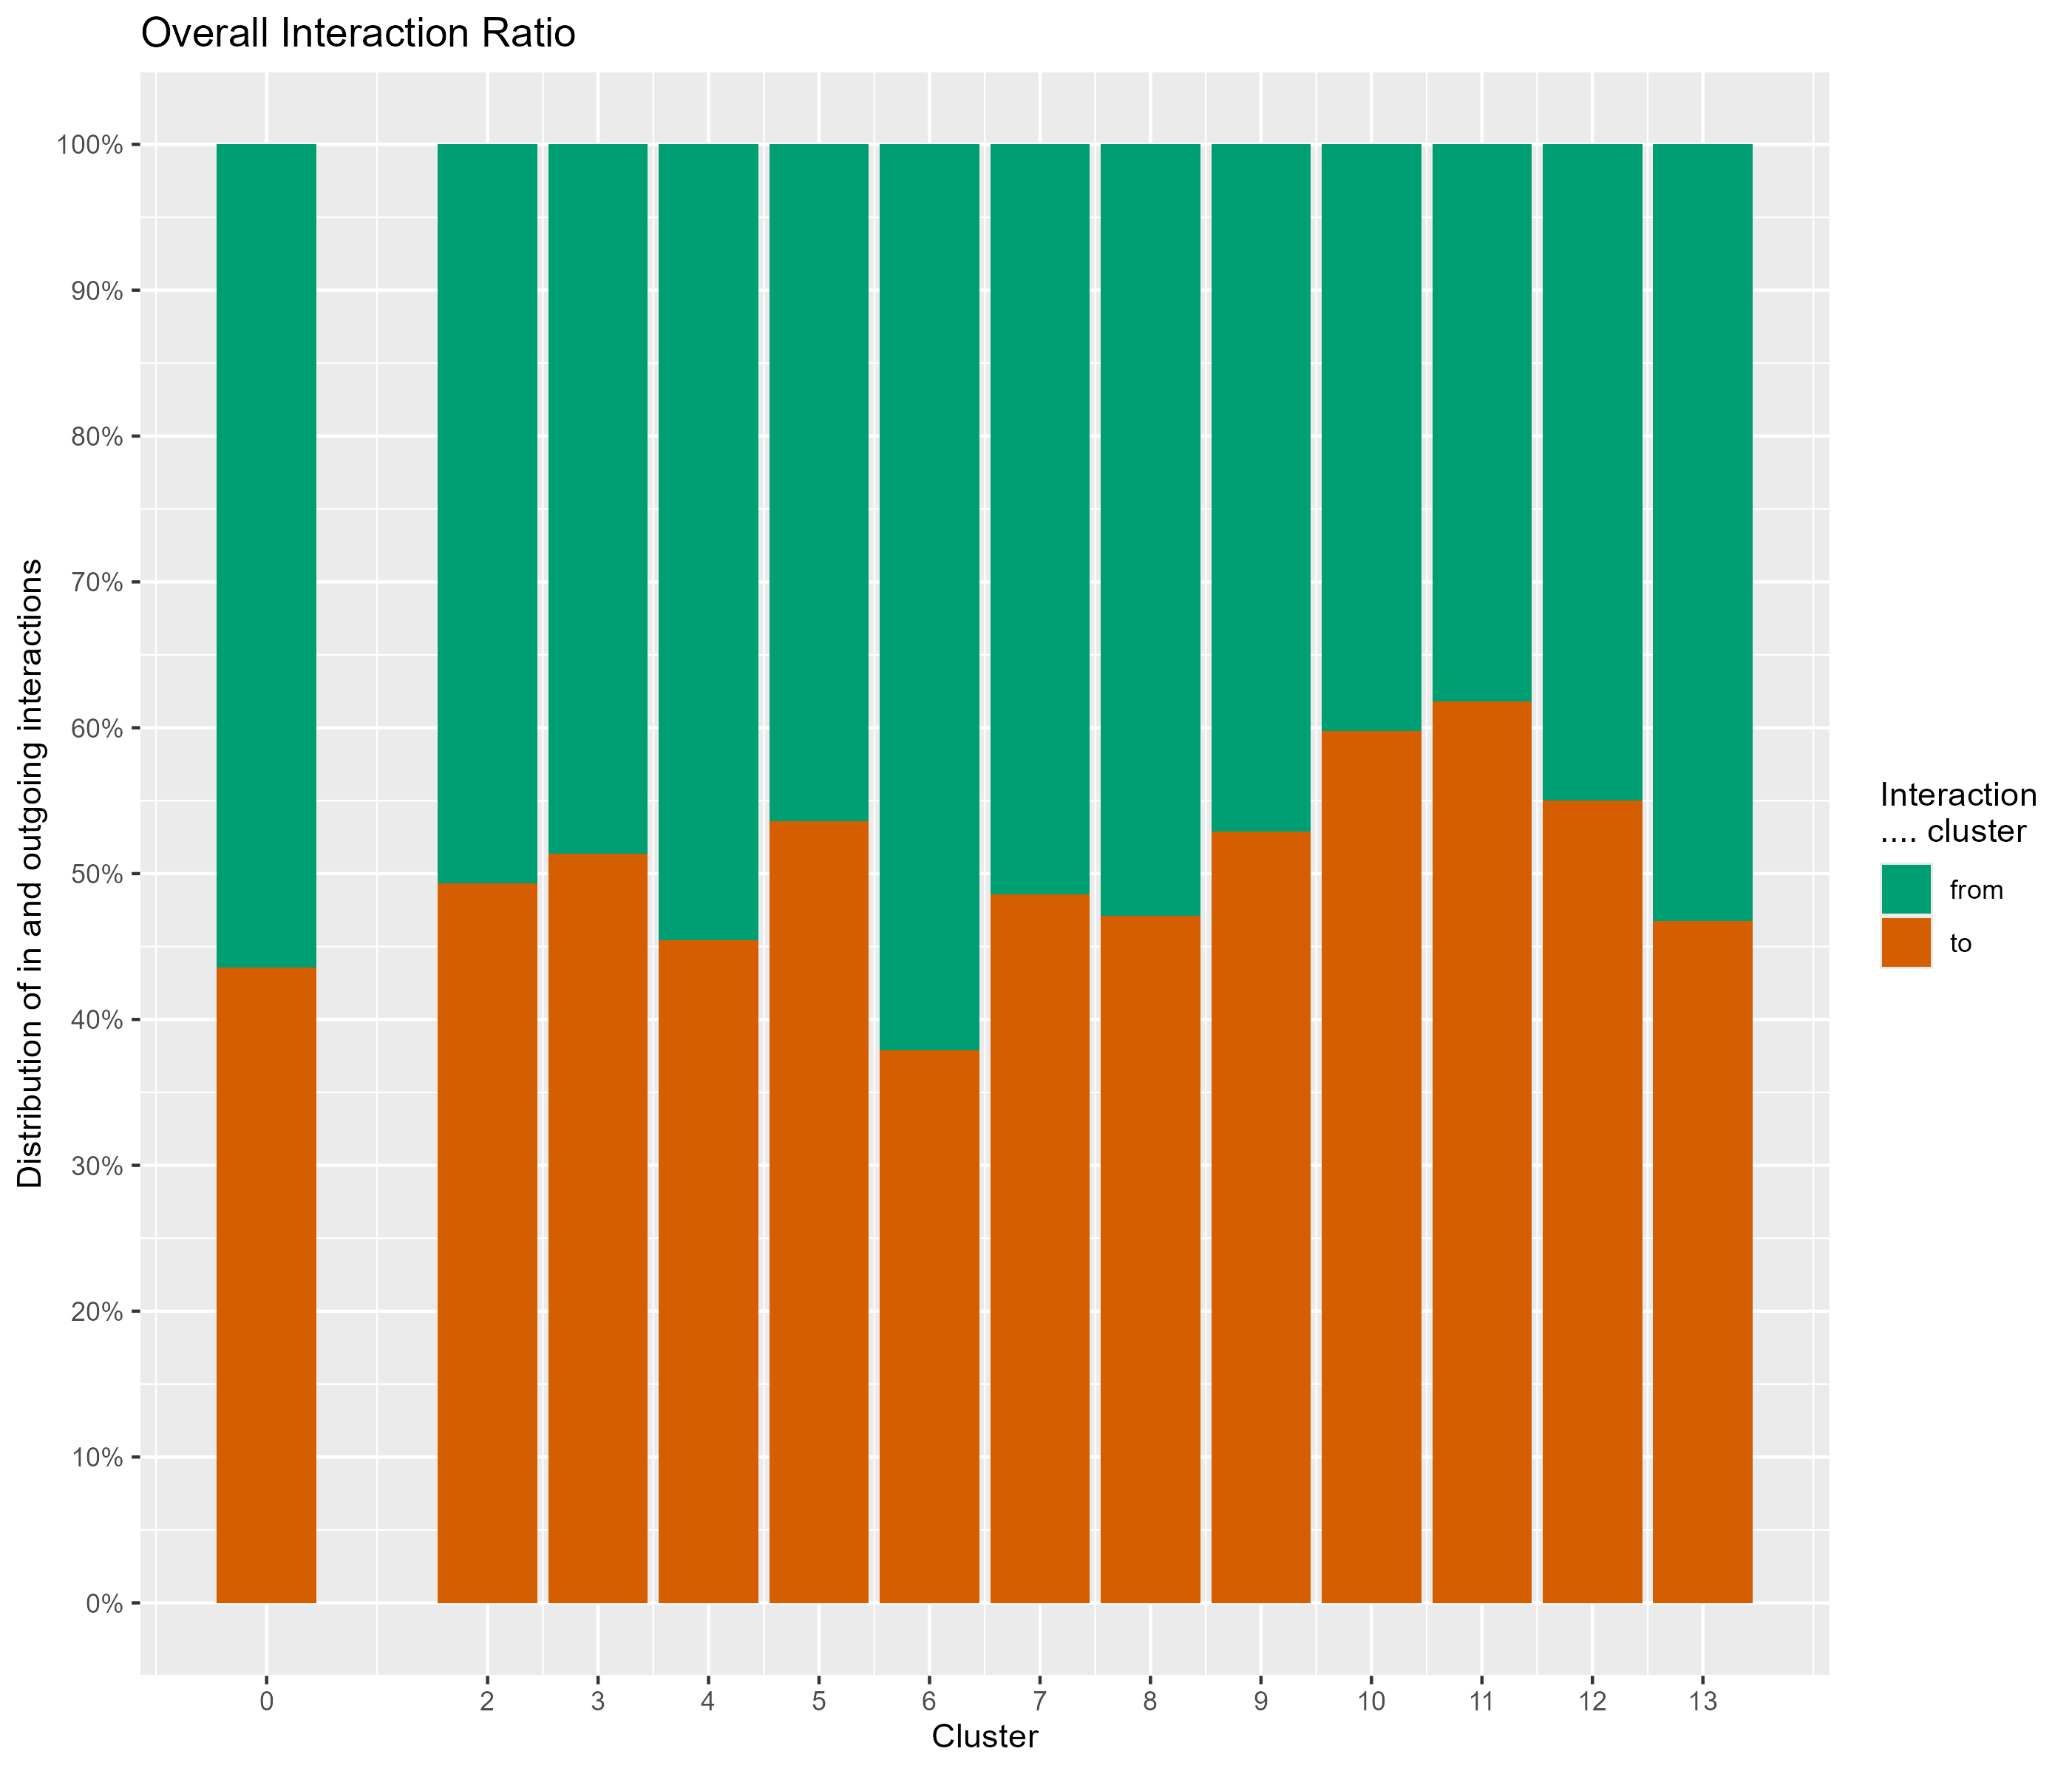 Overall Interaction Ratio
Distribution of in and outgoing interactions
100%
90%
80%
70%
60%
50%
40%
30%
20%
10%
0%
0 2 3 4 5 6 7 8 9 10 11 12 13
Cluster
Interaction
.... cluster
from
to